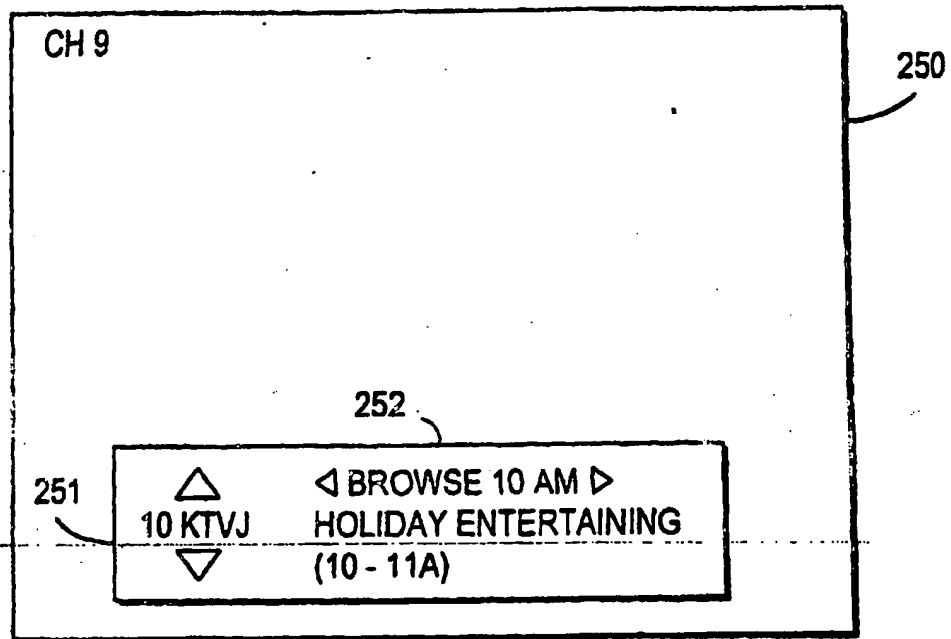 CH 9
250
252
251
△ ◁ BROWSE 10 AM ▷
10 KTVJ HOLIDAY ENTERTAINING
▽ (10 - 11A)